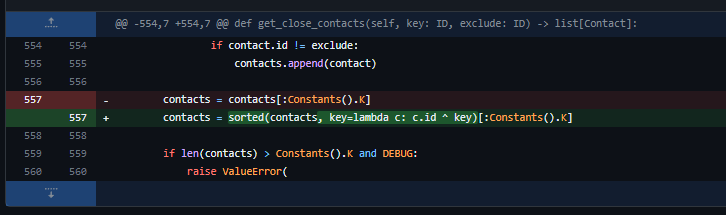 @@ -554,7 +554,7 @@ def get_close_contacts(self, key: ID, exclude: ID) -> list[Contact]:
554 554 if contact.id != exclude:
555 555 contacts.append(contact)
556 556
557 - contacts = contacts[:Constants().K]
557 + contacts = sorted(contacts, key=lambda c: c.id ^ key)[:Constants().K]
558 558
559 559 if len(contacts) > Constants().K and DEBUG:
560 560 raise ValueError(